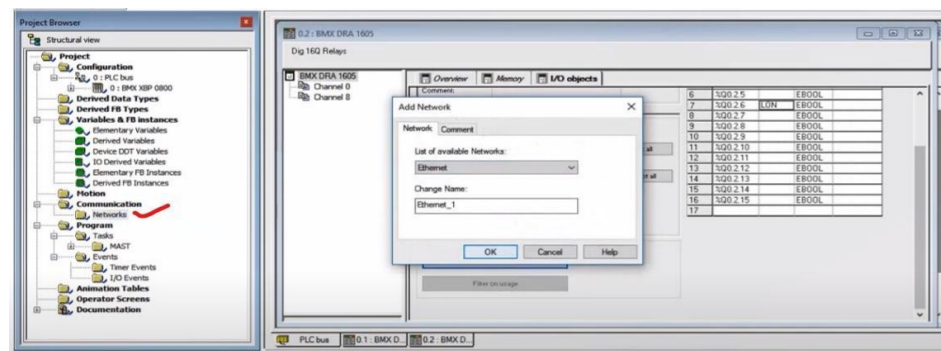 Project Browser
Structural view
Project
Configuration
0 : PLC bus
0 : BMX XBP 0800
Derived Data Types
Derived FB Types
Variables & FB instances
Elementary Variables
Derived Variables
Device DDT Variables
IO Derived Variables
Elementary FB Instances
Derived FB Instances
Motion
Communication
Networks
Program
Tasks
MAST
Events
Timer Events
I/O Events
Animation Tables
Operator Screens
Documentation
0.2 : BMX DRA 1605
Dig 16Q Relays
BMX DRA 1605
Channel 0
Channel 8
Overview Memory I/O objects
Comment:
Add Network
Network Comment
List of available Networks:
Ethernet
Change Name:
Ethernet_1
OK Cancel Help
Filter on usage
all
all
6 %Q0.2.5 EBOOL
7 %Q0.2.6 LON EBOOL
8 %Q0.2.7 EBOOL
9 %Q0.2.8 EBOOL
10 %Q0.2.9 EBOOL
11 %Q0.2.10 EBOOL
12 %Q0.2.11 EBOOL
13 %Q0.2.12 EBOOL
14 %Q0.2.13 EBOOL
15 %Q0.2.14 EBOOL
16 %Q0.2.15 EBOOL
17
PLC bus 0.1 : BMX D... 0.2 : BMX D...